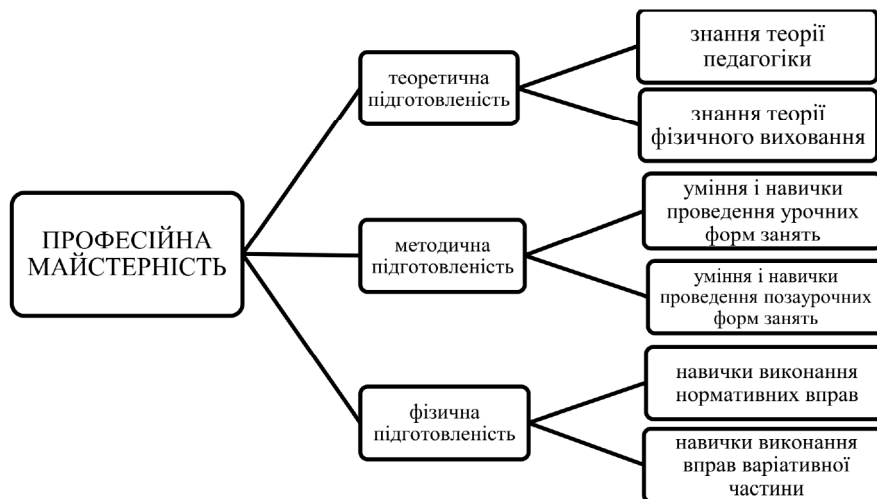 ПРОФЕСІЙНА
МАЙСТЕРНІСТЬ
теоретична
підготовленість
знання теорії
педагогіки
знання теорії
фізичного виховання
методична
підготовленість
уміння і навички
проведення урочних
форм занять
уміння і навички
проведення позаурочних
форм занять
фізична
підготовленість
навички виконання
нормативних вправ
навички виконання
вправ варіативної
частини